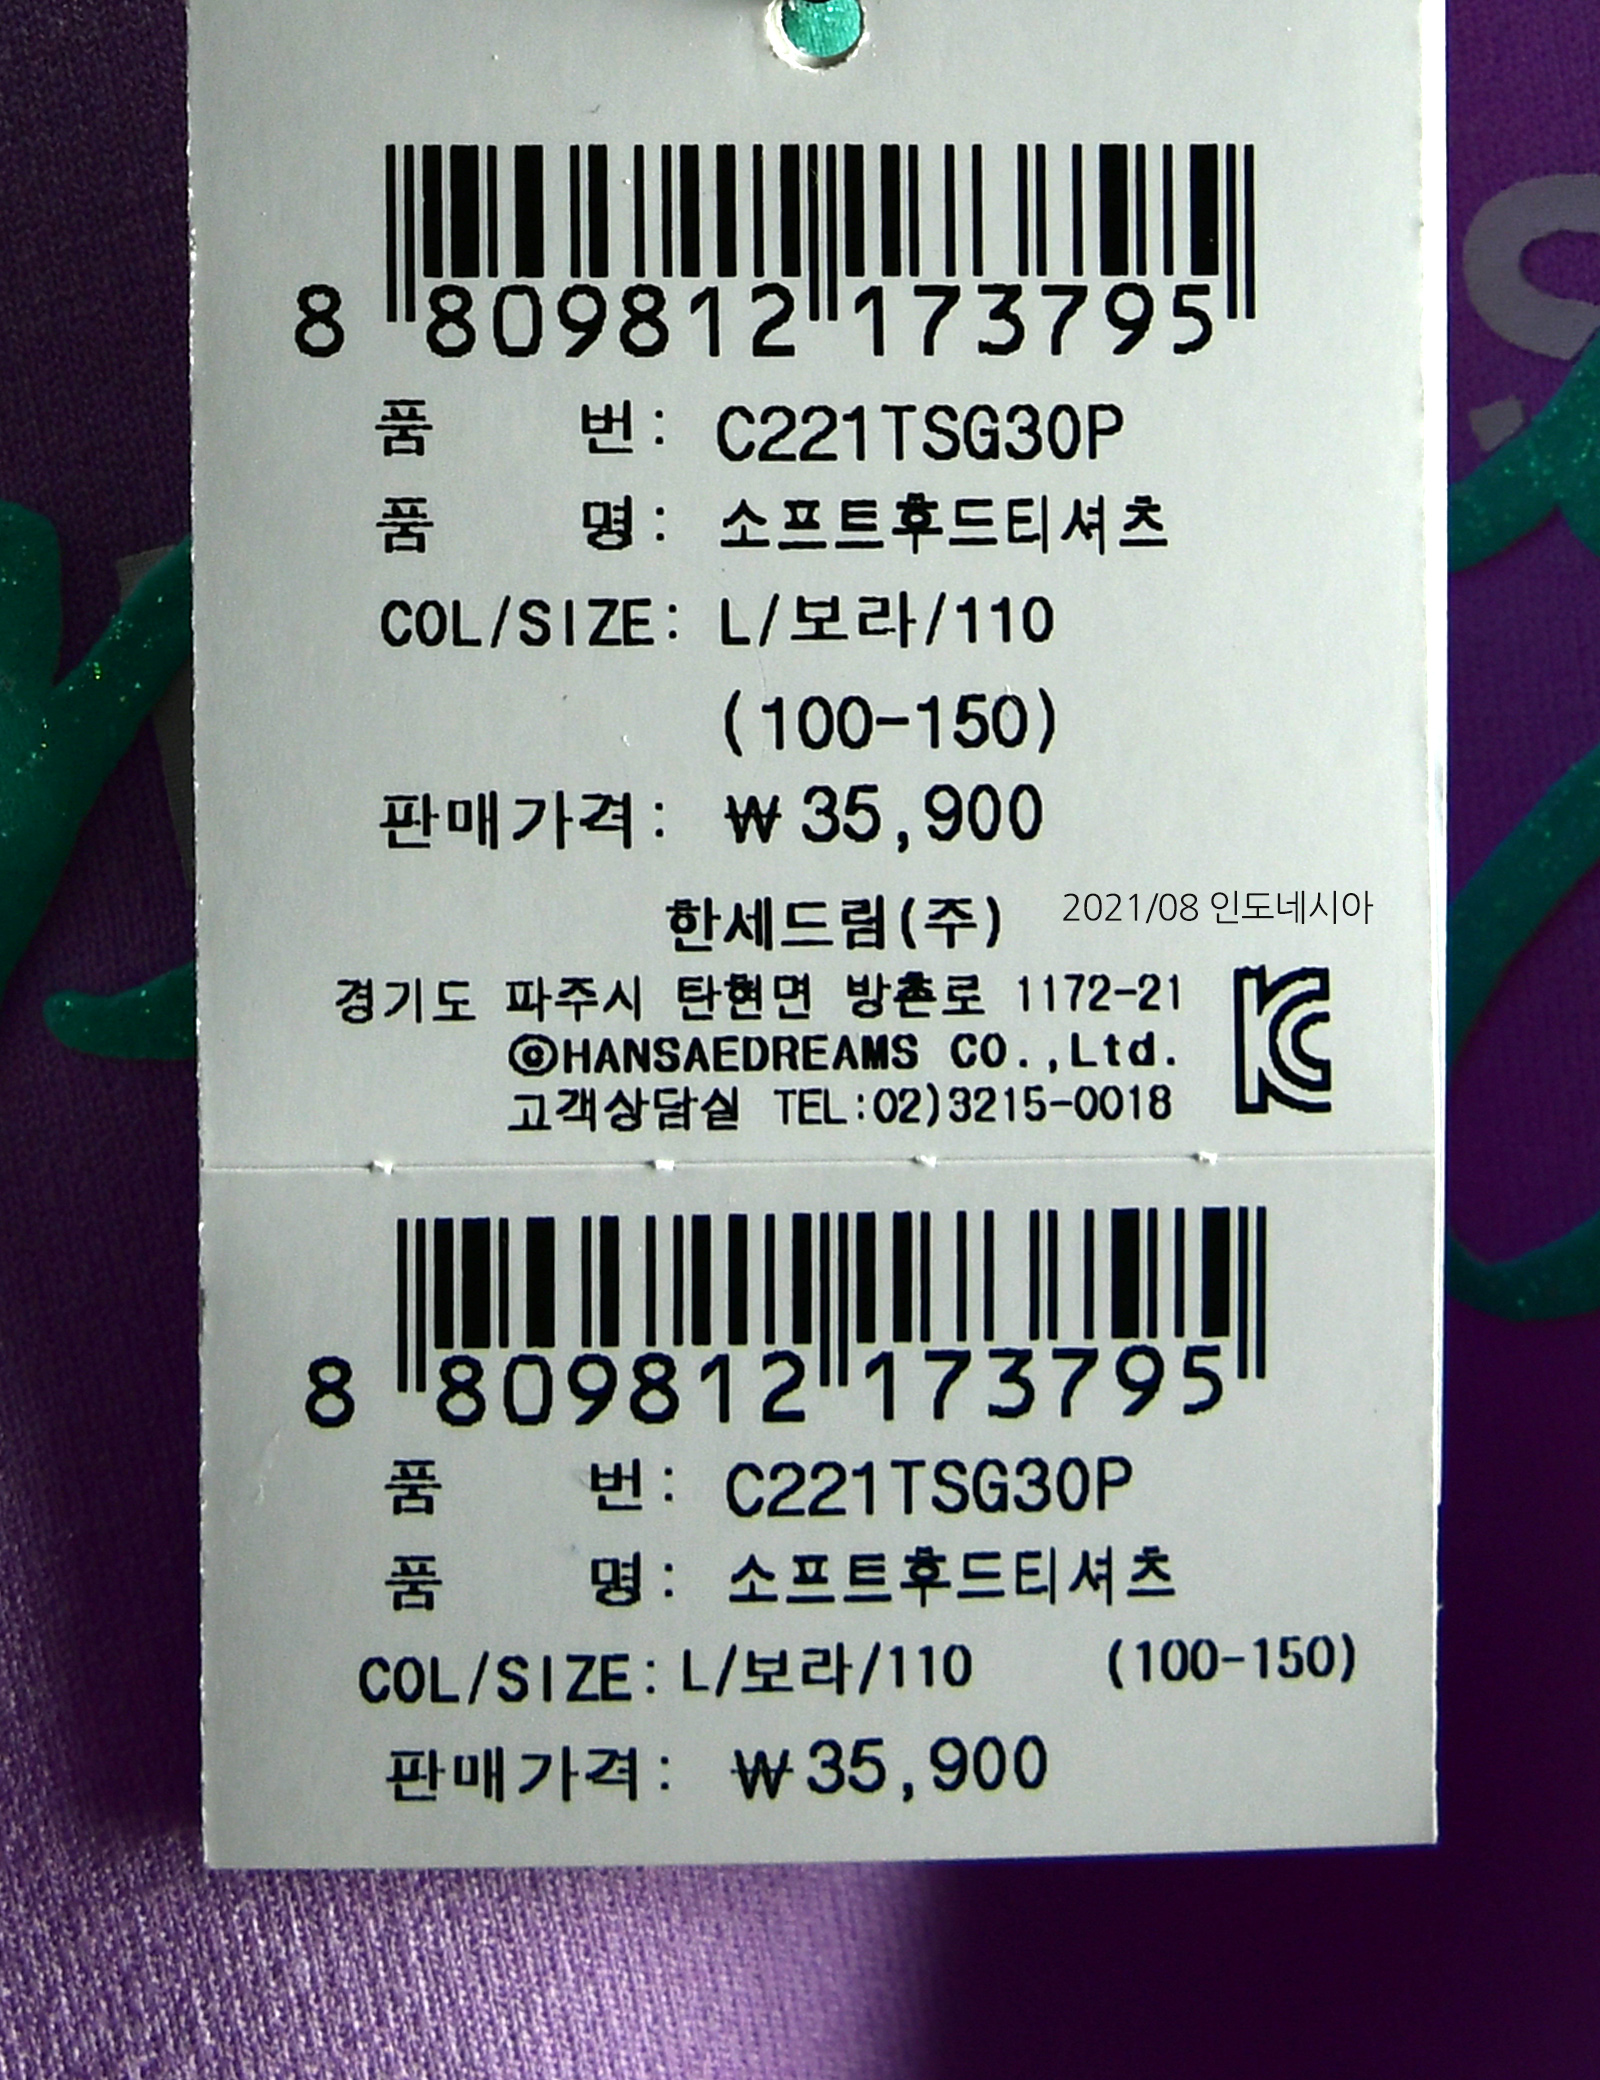 8 809812 173795
품 번: C221TSG30P
품 명: 소프트후드티셔츠
COL/SIZE: L/보라/110
(100-150)
판매가격: ₩35,900
한세드림(주) 2021/08 인도네시아
경기도 파주시 탄현면 방촌로 1172-21
©HANSAEDREAMS CO.,Ltd.
고객상담실 TEL:02)3215-0018
KC
8 809812 173795
품 번: C221TSG30P
품 명: 소프트후드티셔츠
COL/SIZE: L/보라/110 (100-150)
판매가격: ₩35,900